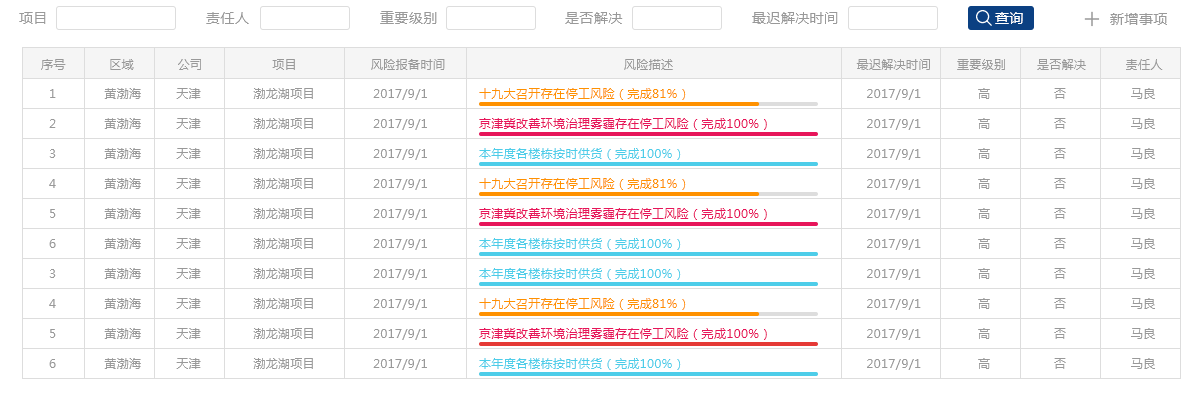 项目 责任人 重要级别 是否解决 最迟解决时间 查询 新增事项
序号 区域 公司 项目 风险报备时间 风险描述 最迟解决时间 重要级别 是否解决 责任人
1 黄渤海 天津 渤龙湖项目 2017/9/1 十九大召开存在停工风险（完成81%） 2017/9/1 高 否 马良
2 黄渤海 天津 渤龙湖项目 2017/9/1 京津冀改善环境治理雾霾存在停工风险（完成100%） 2017/9/1 高 否 马良
3 黄渤海 天津 渤龙湖项目 2017/9/1 本年度各楼栋按时供货（完成100%） 2017/9/1 高 否 马良
4 黄渤海 天津 渤龙湖项目 2017/9/1 十九大召开存在停工风险（完成81%） 2017/9/1 高 否 马良
5 黄渤海 天津 渤龙湖项目 2017/9/1 京津冀改善环境治理雾霾存在停工风险（完成100%） 2017/9/1 高 否 马良
6 黄渤海 天津 渤龙湖项目 2017/9/1 本年度各楼栋按时供货（完成100%） 2017/9/1 高 否 马良
3 黄渤海 天津 渤龙湖项目 2017/9/1 本年度各楼栋按时供货（完成100%） 2017/9/1 高 否 马良
4 黄渤海 天津 渤龙湖项目 2017/9/1 十九大召开存在停工风险（完成81%） 2017/9/1 高 否 马良
5 黄渤海 天津 渤龙湖项目 2017/9/1 京津冀改善环境治理雾霾存在停工风险（完成100%） 2017/9/1 高 否 马良
6 黄渤海 天津 渤龙湖项目 2017/9/1 本年度各楼栋按时供货（完成100%） 2017/9/1 高 否 马良